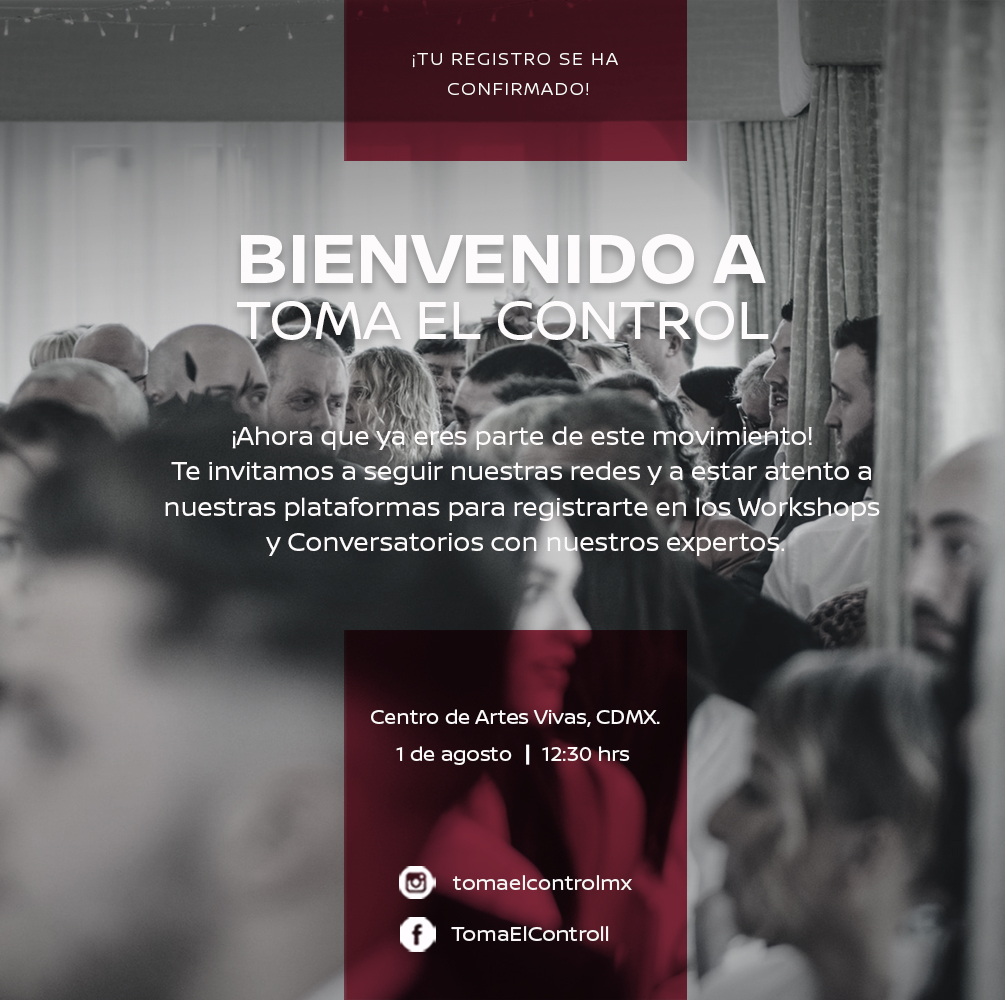 ¡TU REGISTRO SE HA
CONFIRMADO!
BIENVENIDO A
TOMA EL CONTROL
¡Ahora que ya eres parte de este movimiento!
Te invitamos a seguir nuestras redes y a estar atento a
nuestras plataformas para registrarte en los Workshops
y Conversatorios con nuestros expertos.
Centro de Artes Vivas, CDMX.
1 de agosto | 12:30 hrs
tomaelcontrolmx
TomaElControll